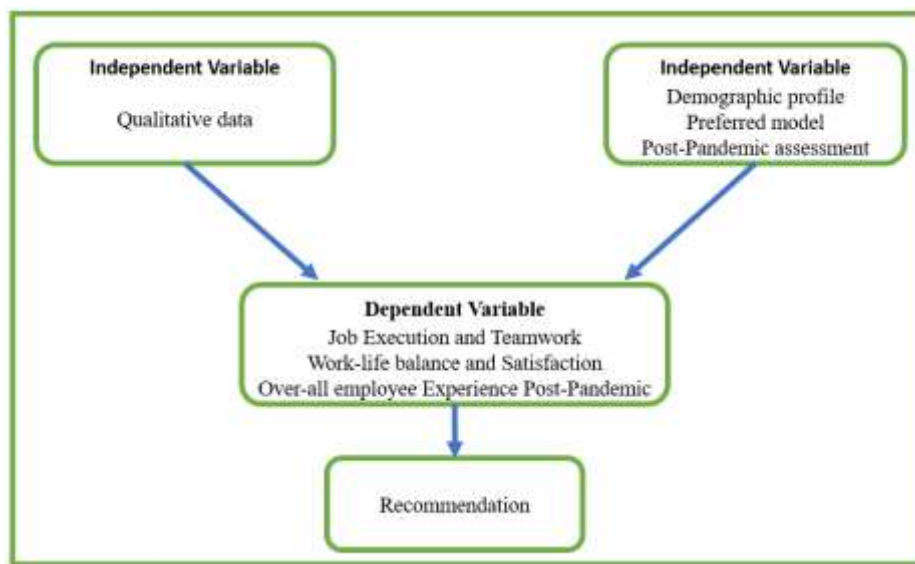 Independent Variable
Qualitative data
Independent Variable
Demographic profile
Preferred model
Post-Pandemic assessment
Dependent Variable
Job Execution and Teamwork
Work-life balance and Satisfaction
Over-all employee Experience Post-Pandemic
Recommendation